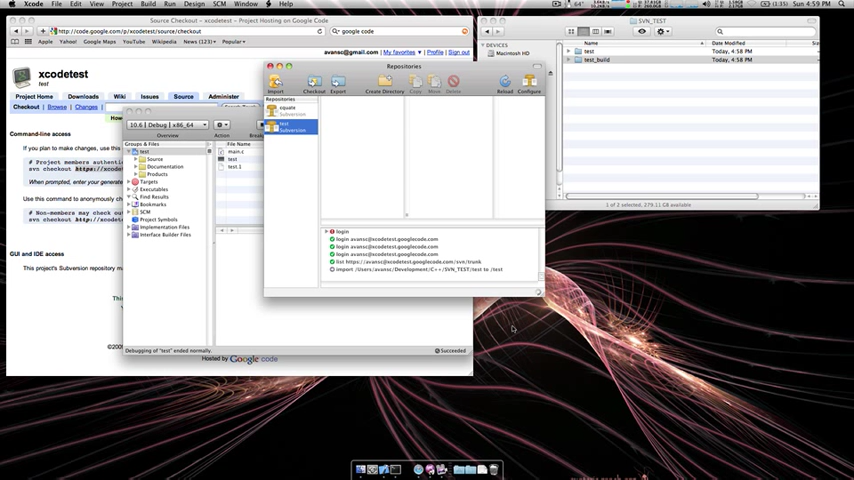 Xcode File Edit View Project Build Run Design SCM Window Help
Sun 4:59 PM
Source Checkout – xcodetest – Project Hosting on Google Code
http://code.google.com/p/xcodetest/source/checkout
google code
Wikipedia News (123) Popular
avansc@gmail.com | My favorites | Profile | Sign out
xcodetest
test
Project Home Downloads Wiki Issues Source Administer
Checkout | Browse | Changes |
Command-line access
If you plan to make changes, use this
# Project members authenti
svn checkout https://xcode
When prompted, enter your generate
Use this command to anonymously ch
# Non-members may check ou
svn checkout http://xcodet
GUI and IDE access
This project's Subversion repository ma
Hosted by Google code
10.6 | Debug | x86_64
Overview
Action
Groups & Files
test
Source
Documentation
Products
Targets
Executables
Find Results
Bookmarks
SCM
Project Symbols
Implementation Files
Interface Builder Files
File Name
main.c
test
test.1
Debugging of "test" ended normally.
Succeeded
Repositories
Import Checkout Export Create Directory Copy Move Delete Reload Configure
Repositories
equate
Subversion
test
Subversion
login
login avansc@xcodetest.googlecode.com
login avansc@xcodetest.googlecode.com
login avansc@xcodetest.googlecode.com
list https://avansc@xcodetest.googlecode.com/svn/trunk
import /Users/avansc/Development/C++/SVN_TEST/test to /test
SVN_TEST
DEVICES
Macintosh HD
Name
Date Modified
test
Today, 4:58 PM
test_build
Today, 4:58 PM
1 of 2 selected, 279.11 GB available